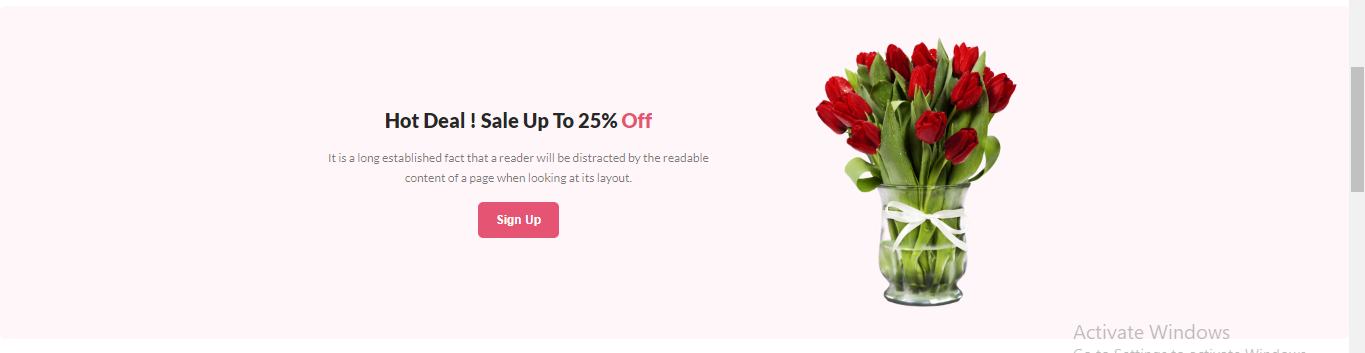 Hot Deal ! Sale Up To 25% Off
It is a long established fact that a reader will be distracted by the readable
content of a page when looking at its layout.
Sign Up
Activate Windows
Go to Settings to activate Windows.